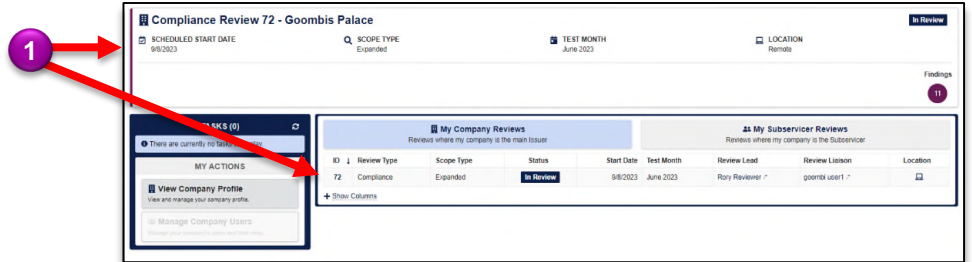 1
Compliance Review 72 - Goombis Palace
In Review
SCHEDULED START DATE
9/8/2023
SCOPE TYPE
Expanded
TEST MONTH
June 2023
LOCATION
Remote
Findings
11
SKS (0)
There are currently no tasks
MY ACTIONS
View Company Profile
View and manage your company profile.
Manage Company Users
My Company Reviews
Reviews where my company is the main Issuer
My Subservicer Reviews
Reviews where my company is the Subservicer
ID ↓ Review Type Scope Type Status Start Date Test Month Review Lead Review Liaison Location
72 Compliance Expanded In Review 9/8/2023 June 2023 Rory Reviewer goombi user1
+ Show Columns